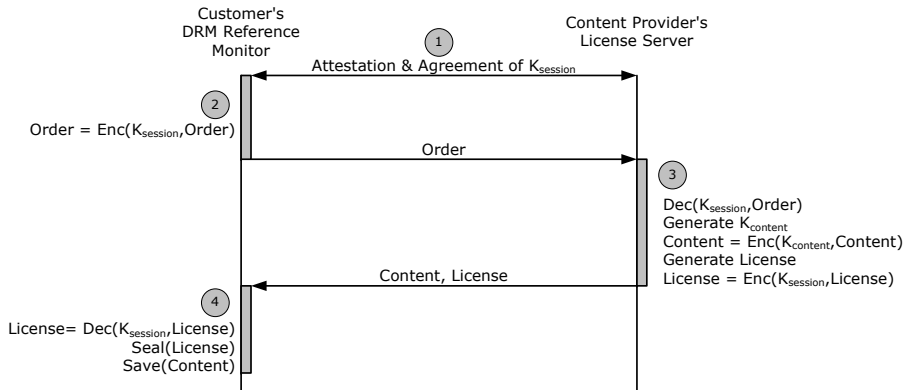 Customer's
DRM Reference
Monitor
Content Provider's
License Server
1
Attestation & Agreement of Ksession
2
Order = Enc(Ksession,Order)
Order
3
Dec(Ksession,Order)
Generate Kcontent
Content = Enc(Kcontent,Content)
Generate License
License = Enc(Ksession,License)
Content, License
4
License= Dec(Ksession,License)
Seal(License)
Save(Content)